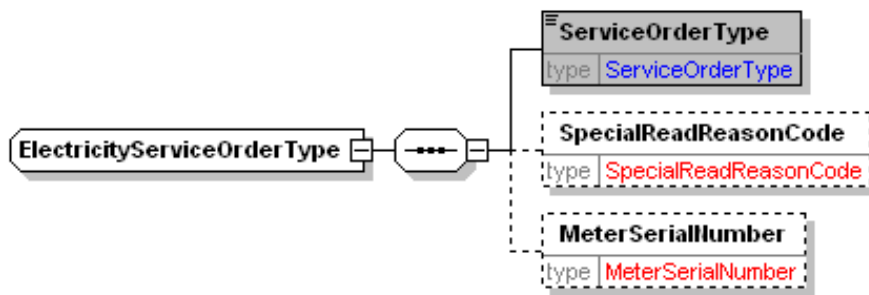 ServiceOrderType
type ServiceOrderType
SpecialReadReasonCode
type SpecialReadReasonCode
ElectricityServiceOrderType
MeterSerialNumber
type MeterSerialNumber